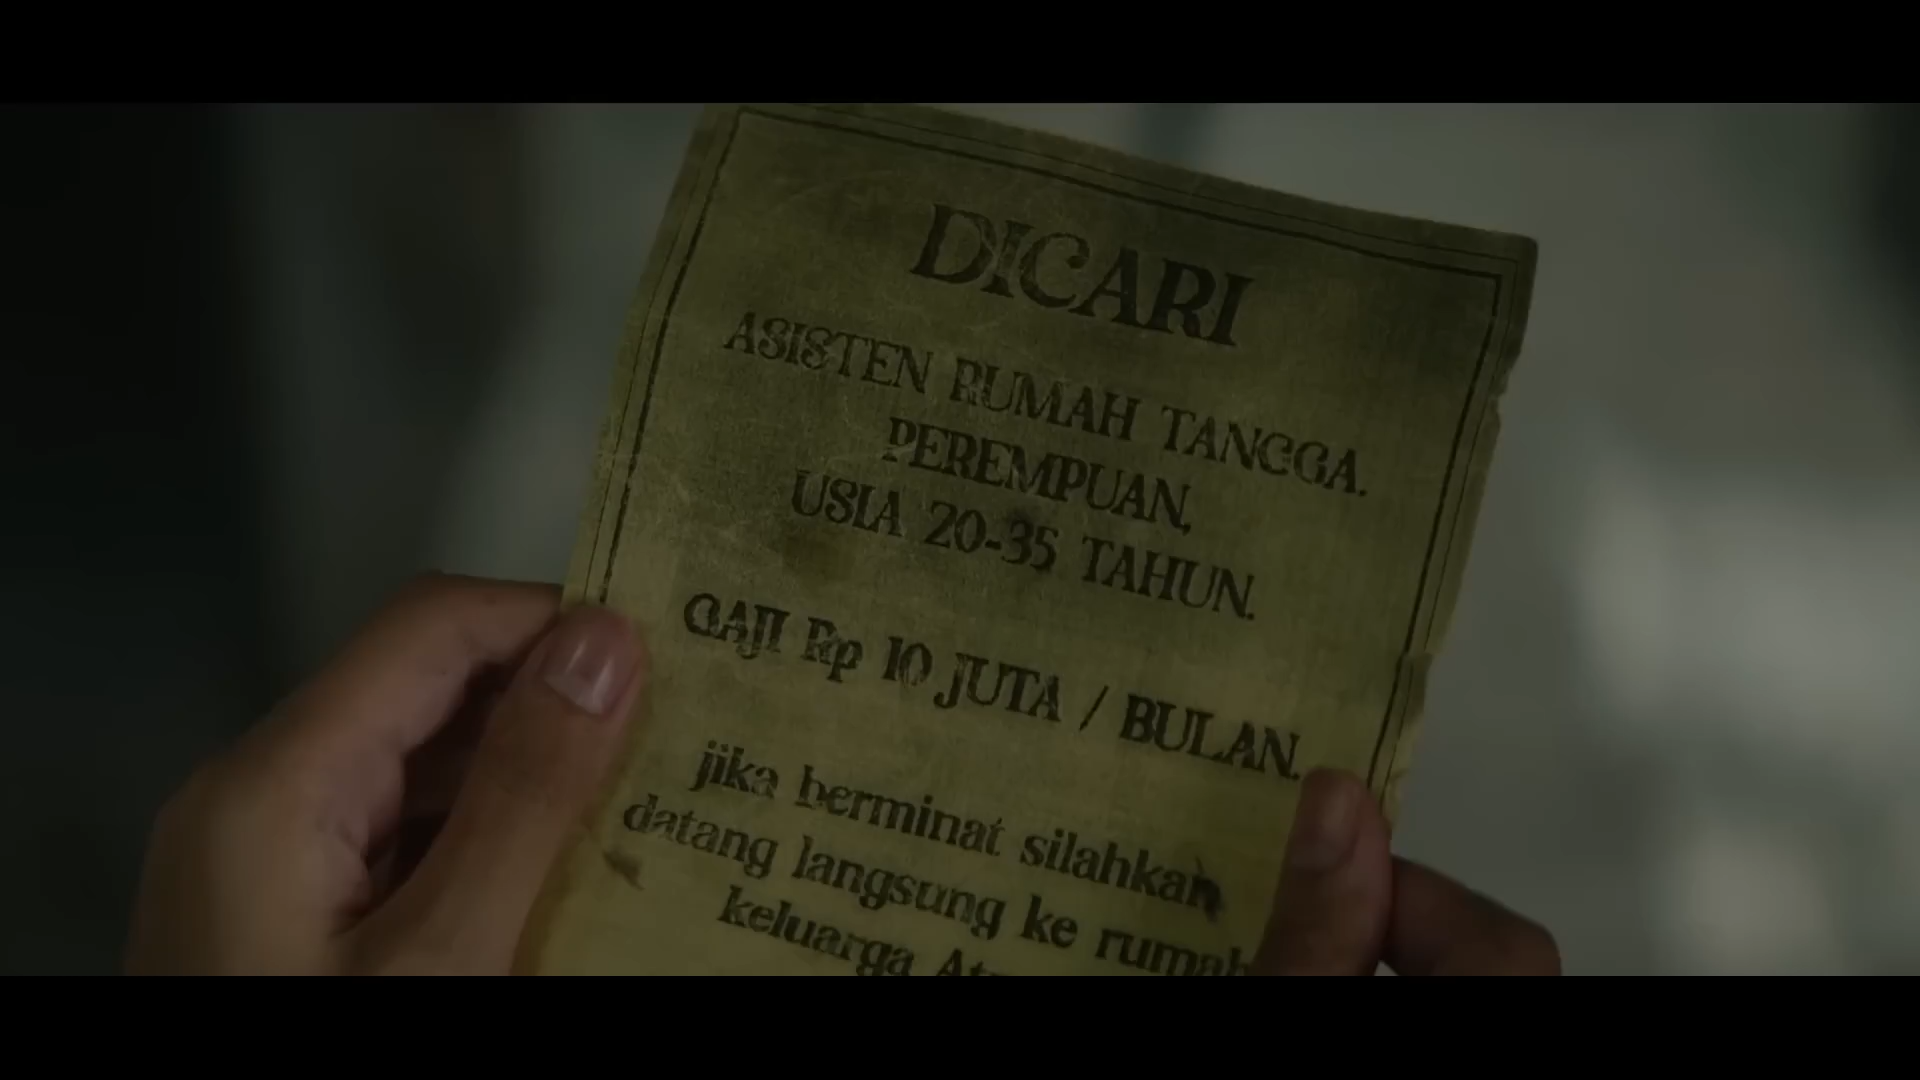 DICARI
ASISTEN RUMAH TANGGA.
PEREMPUAN,
USIA 20-35 TAHUN.
GAJI Rp 10 JUTA / BULAN.
jika berminat silahkan
datang langsung ke rumah
keluarga